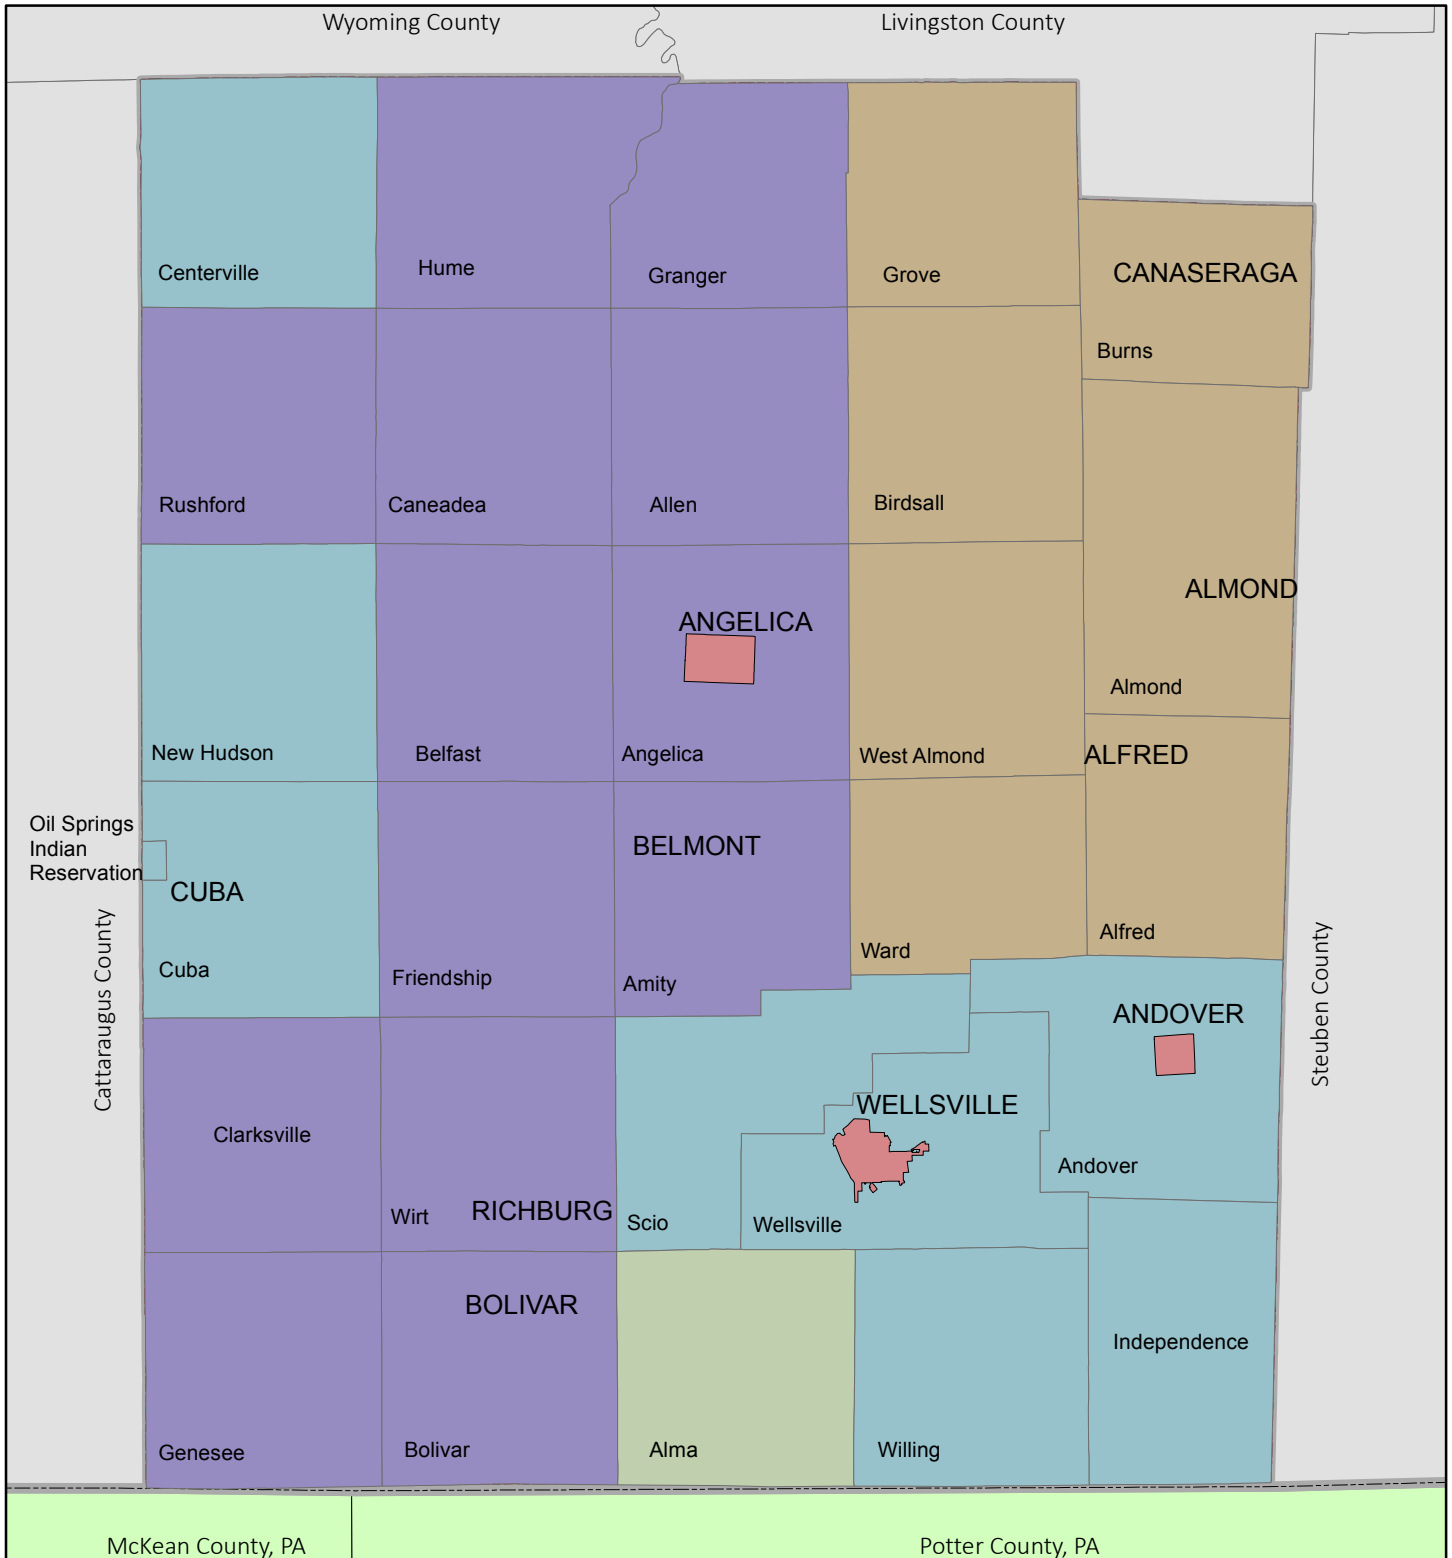 Wyoming County
Livingston County
Centerville
Hume
Granger
Grove
CANASERAGA
Burns
Rushford
Caneadea
Allen
Birdsall
ALMOND
ANGELICA
Almond
New Hudson
Belfast
Angelica
West Almond
ALFRED
Oil Springs
Indian
Reservation
BELMONT
CUBA
Cattaraugus County
Steuben County
Alfred
Ward
Cuba
Friendship
Amity
ANDOVER
WELLSVILLE
Clarksville
Andover
Wirt
RICHBURG
Scio
Wellsville
BOLIVAR
Independence
Genesee
Bolivar
Alma
Willing
McKean County, PA
Potter County, PA